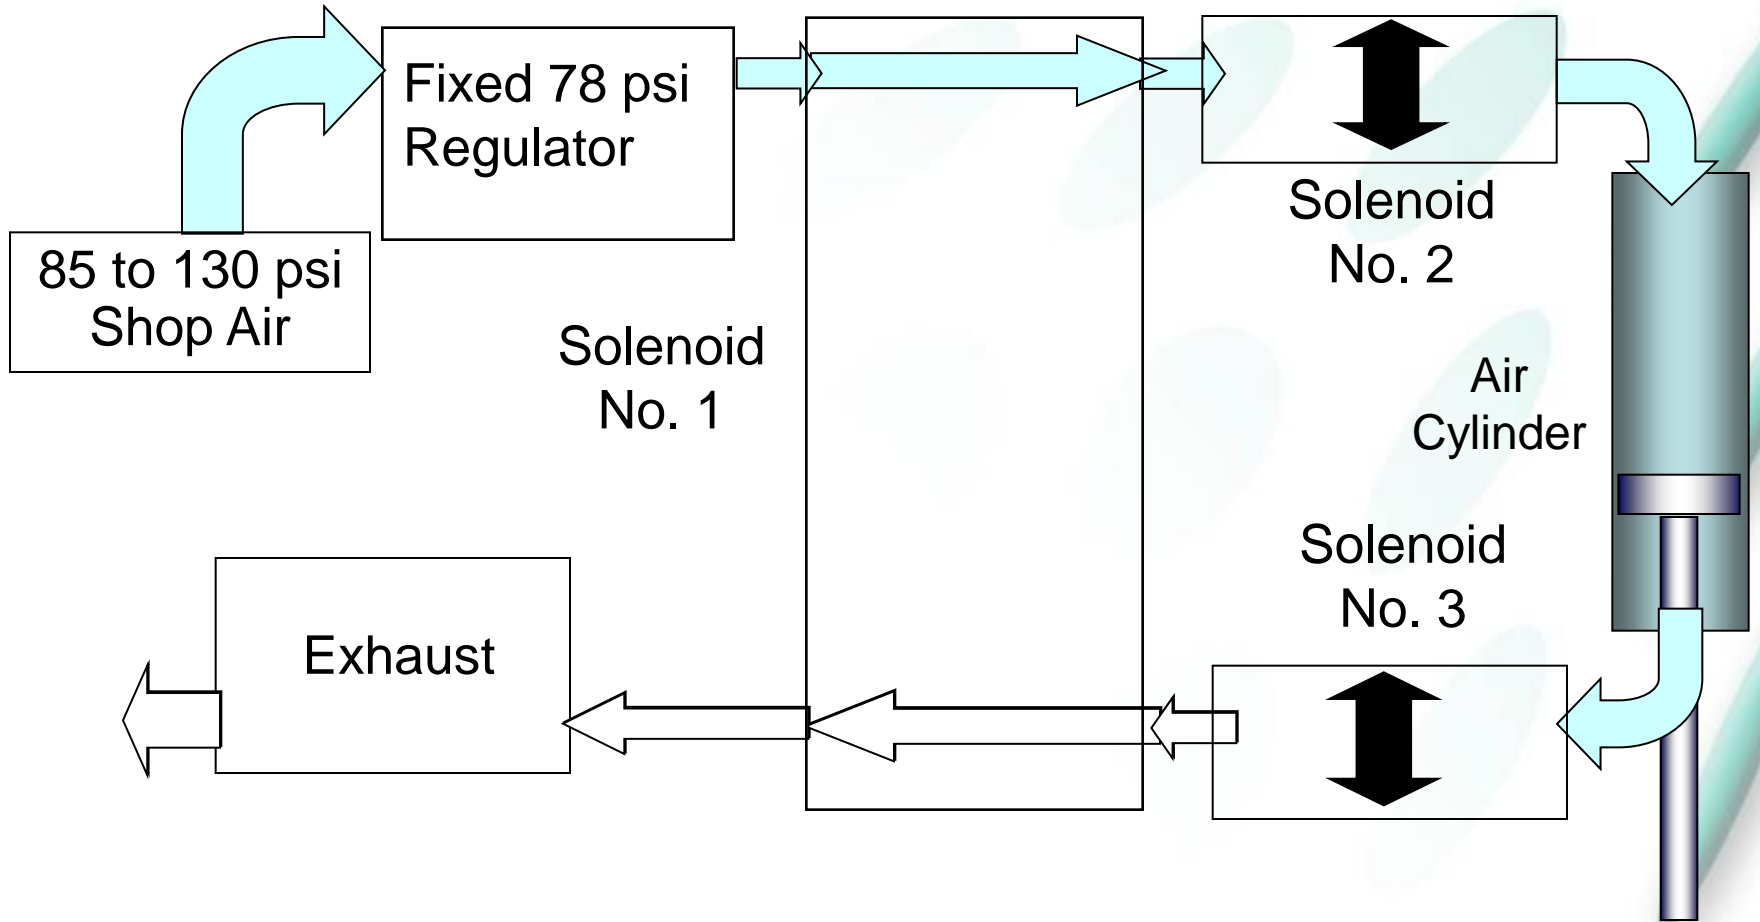 Fixed 78 psi
Regulator
85 to 130 psi
Shop Air
Solenoid
No. 1
Solenoid
No. 2
Air
Cylinder
Solenoid
No. 3
Exhaust